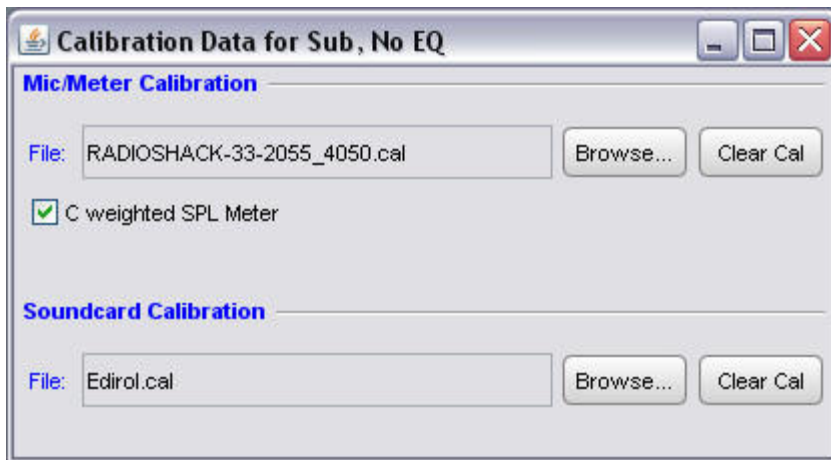 Calibration Data for Sub, No EQ
Mic/Meter Calibration
File: RADIOSHACK-33-2055_4050.cal Browse... Clear Cal
C weighted SPL Meter
Soundcard Calibration
File: Edirol.cal Browse... Clear Cal